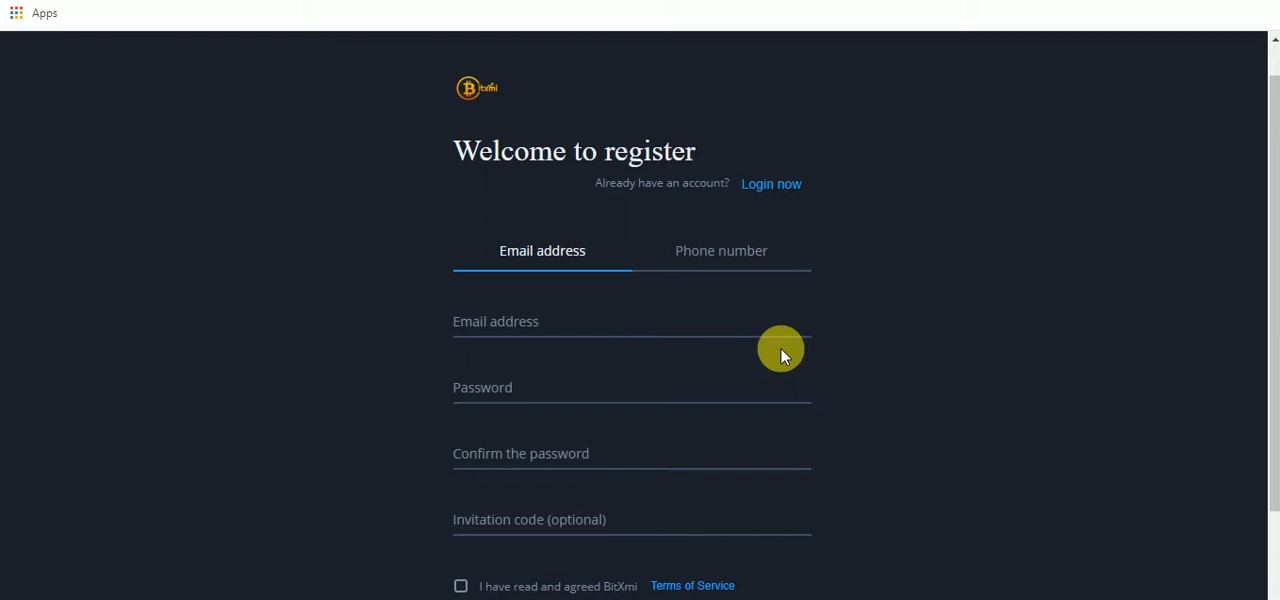 Apps
Bitxmi
Welcome to register
Already have an account? Login now
Email address Phone number
Email address
Password
Confirm the password
Invitation code (optional)
I have read and agreed BitXmi Terms of Service